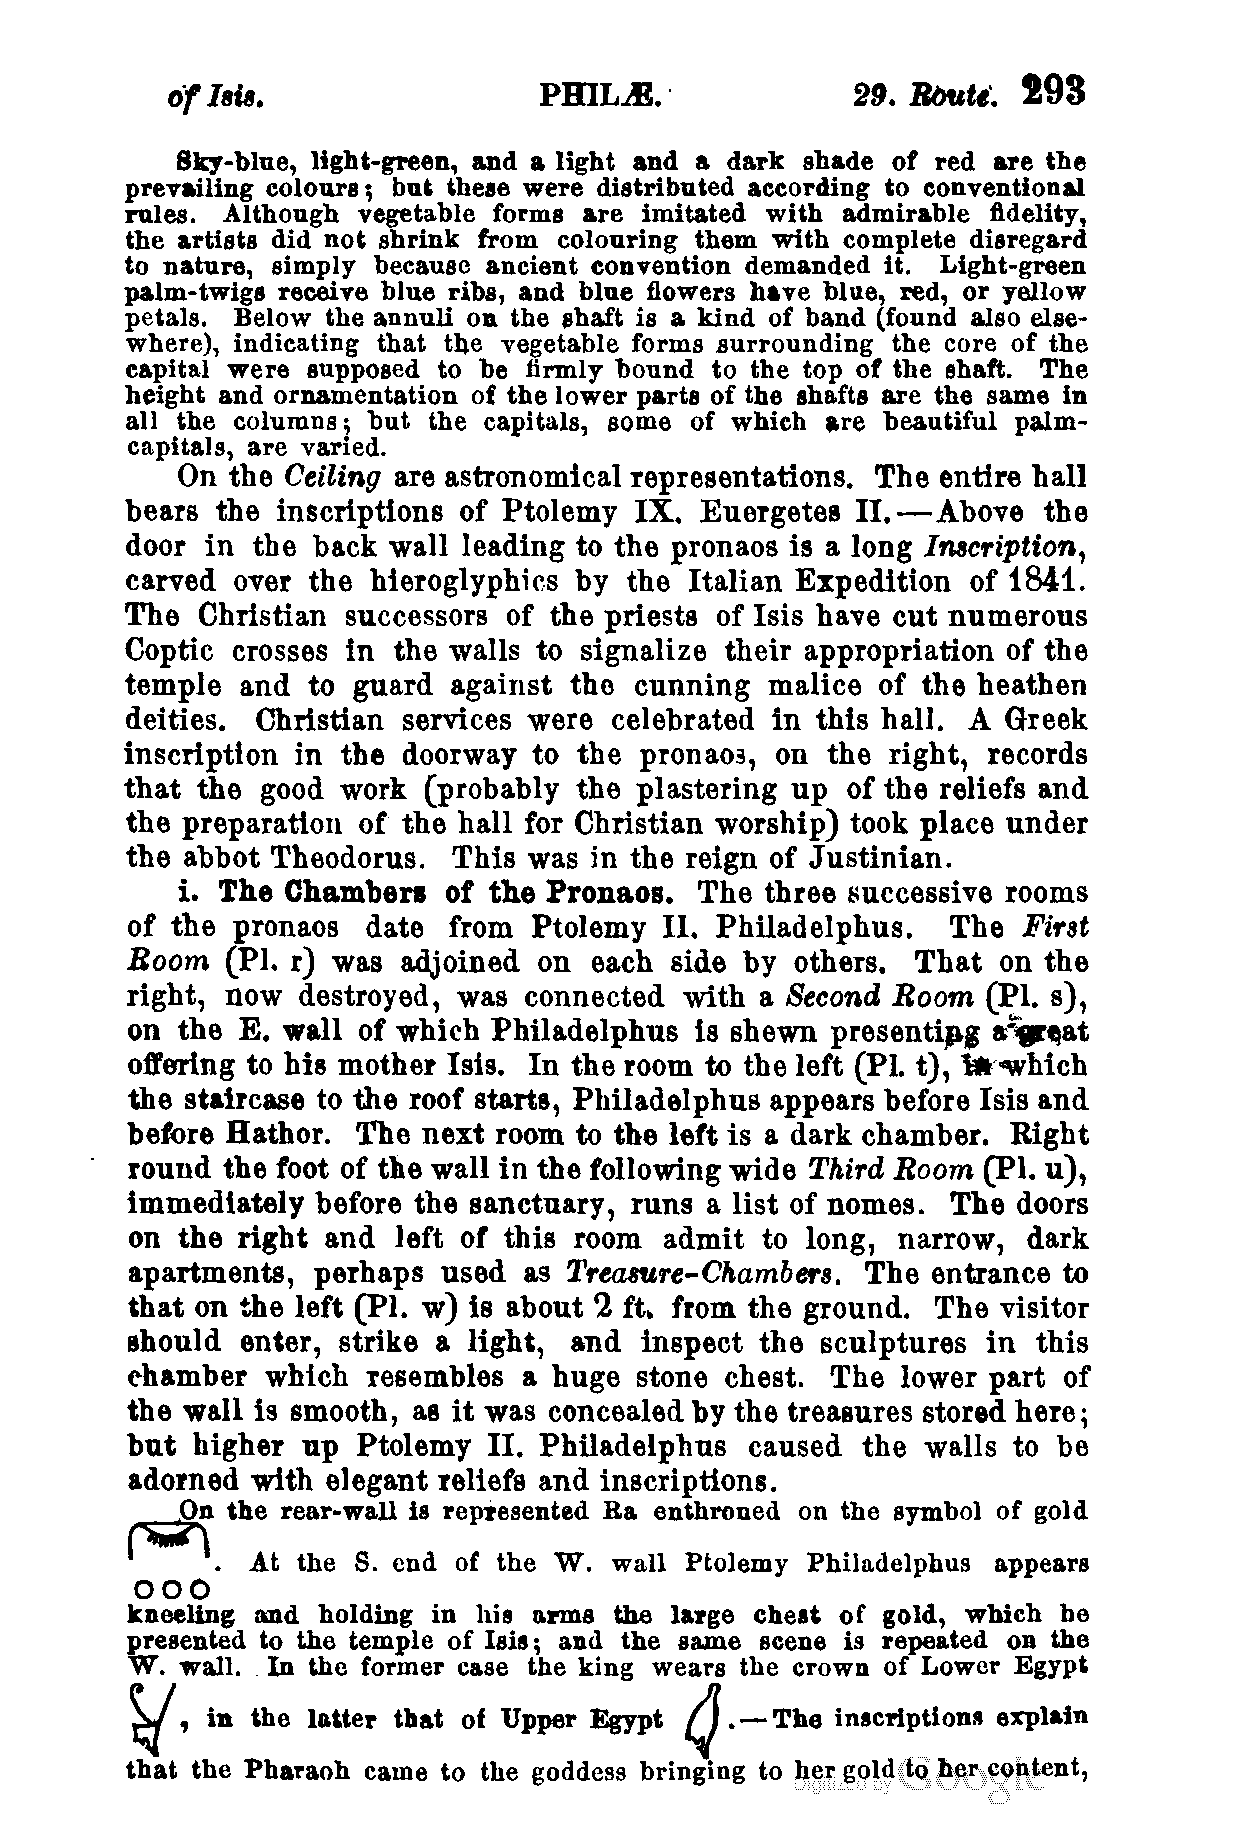 of Isis. PHILÆ. 29. Route. 293
Sky-blue, light-green, and a light and a dark shade of red are the
prevailing colours; but these were distributed according to conventional
rules. Although vegetable forms are imitated with admirable fidelity,
the artists did not shrink from colouring them with complete disregard
to nature, simply because ancient convention demanded it. Light-green
palm-twigs receive blue ribs, and blue flowers have blue, red, or yellow
petals. Below the annuli on the shaft is a kind of band (found also else-
where), indicating that the vegetable forms surrounding the core of the
capital were supposed to be firmly bound to the top of the shaft. The
height and ornamentation of the lower parts of the shafts are the same in
all the columns; but the capitals, some of which are beautiful palm-
capitals, are varied.
On the Ceiling are astronomical representations. The entire hall
bears the inscriptions of Ptolemy IX. Euergetes II.—Above the
door in the back wall leading to the pronaos is a long Inscription,
carved over the hieroglyphics by the Italian Expedition of 1841.
The Christian successors of the priests of Isis have cut numerous
Coptic crosses in the walls to signalize their appropriation of the
temple and to guard against the cunning malice of the heathen
deities. Christian services were celebrated in this hall. A Greek
inscription in the doorway to the pronaos, on the right, records
that the good work (probably the plastering up of the reliefs and
the preparation of the hall for Christian worship) took place under
the abbot Theodorus. This was in the reign of Justinian.
i. The Chambers of the Pronaos. The three successive rooms
of the pronaos date from Ptolemy II. Philadelphus. The First
Room (Pl. r) was adjoined on each side by others. That on the
right, now destroyed, was connected with a Second Room (Pl. s),
on the E. wall of which Philadelphus is shewn presenting a great
offering to his mother Isis. In the room to the left (Pl. t), in which
the staircase to the roof starts, Philadelphus appears before Isis and
before Hathor. The next room to the left is a dark chamber. Right
round the foot of the wall in the following wide Third Room (Pl. u),
immediately before the sanctuary, runs a list of nomes. The doors
on the right and left of this room admit to long, narrow, dark
apartments, perhaps used as Treasure-Chambers. The entrance to
that on the left (Pl. w) is about 2 ft. from the ground. The visitor
should enter, strike a light, and inspect the sculptures in this
chamber which resembles a huge stone chest. The lower part of
the wall is smooth, as it was concealed by the treasures stored here;
but higher up Ptolemy II. Philadelphus caused the walls to be
adorned with elegant reliefs and inscriptions.
On the rear-wall is represented Ra enthroned on the symbol of gold
. At the S. end of the W. wall Ptolemy Philadelphus appears
kneeling and holding in his arms the large chest of gold, which he
presented to the temple of Isis; and the same scene is repeated on the
W. wall. In the former case the king wears the crown of Lower Egypt
, in the latter that of Upper Egypt .—The inscriptions explain
that the Pharaoh came to the goddess bringing to her gold to her content,
Digitized by Google